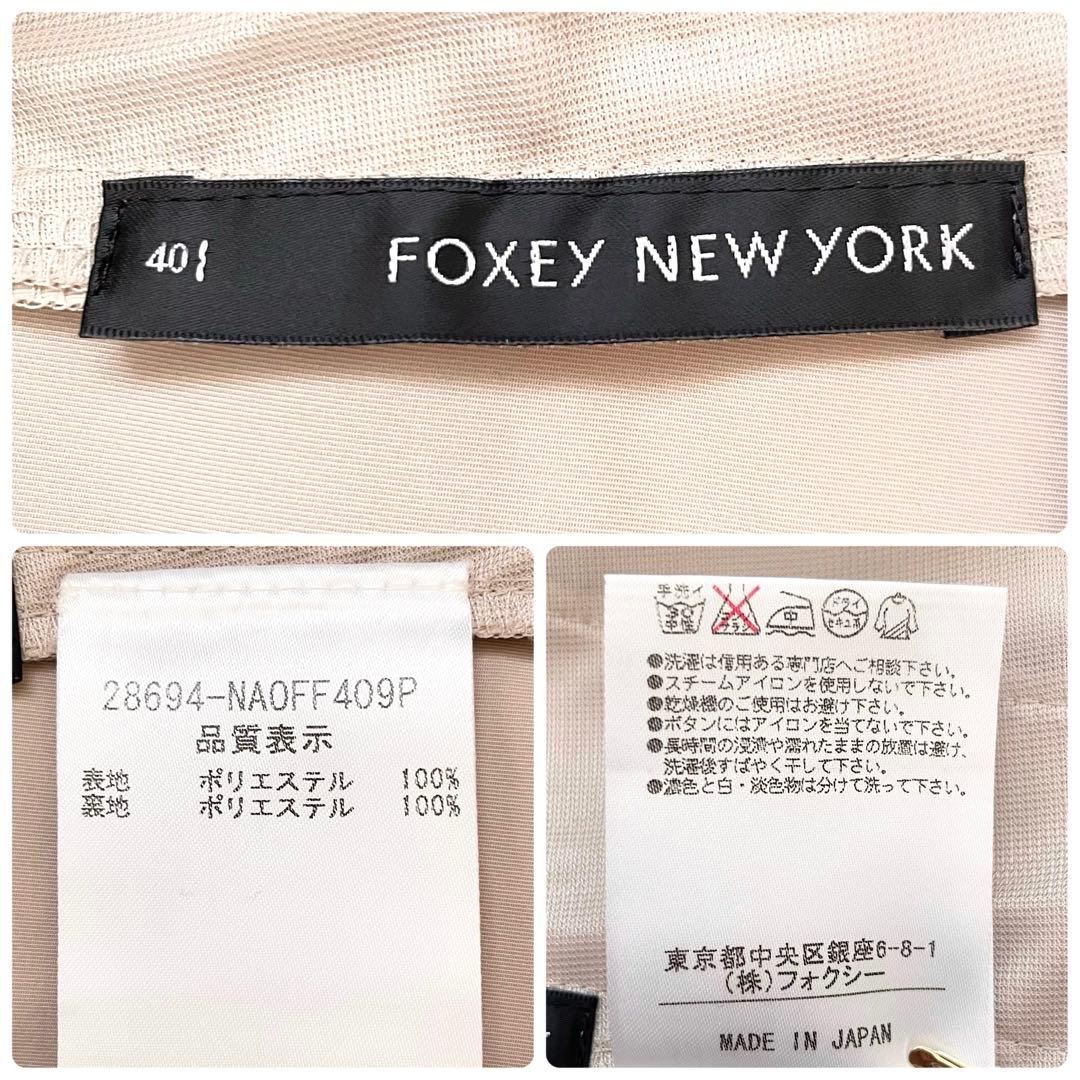 40
FOXEY NEW YORK
28694-NAOFF409P
品質表示
表地 ポリエステル 100%
裏地 ポリエステル 100%
手洗イ
30
中性
エンソ
サラシ
中
ドライ
セキユ系
●洗濯は信用ある専門店へご相談下さい。
●スチームアイロンを使用しないで下さい。
●乾燥機のご使用はお避け下さい。
●ボタンにはアイロンを当てないで下さい。
●長時間の浸漬や濡れたままの放置は避け、
洗濯後すばやく干して下さい。
●濃色と白・淡色物は分けて洗って下さい。
東京都中央区銀座6-8-1
(株)フォクシー
MADE IN JAPAN